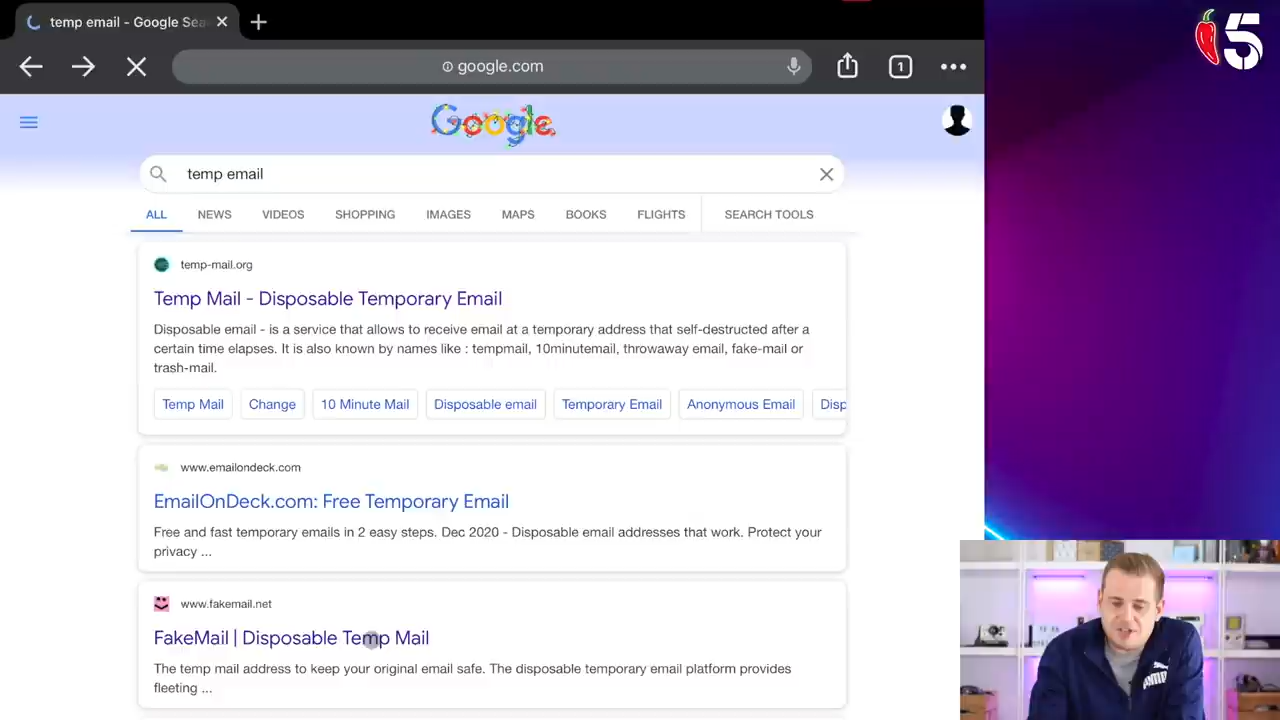 temp email - Google Sea
google.com
1
5
Google
temp email
ALL NEWS VIDEOS SHOPPING IMAGES MAPS BOOKS FLIGHTS SEARCH TOOLS
temp-mail.org
Temp Mail - Disposable Temporary Email
Disposable email - is a service that allows to receive email at a temporary address that self-destructed after a
certain time elapses. It is also known by names like : tempmail, 10minutemail, throwaway email, fake-mail or
trash-mail.
Temp Mail Change 10 Minute Mail Disposable email Temporary Email Anonymous Email Disp
www.emailondeck.com
EmailOnDeck.com: Free Temporary Email
Free and fast temporary emails in 2 easy steps. Dec 2020 - Disposable email addresses that work. Protect your
privacy ...
www.fakemail.net
FakeMail | Disposable Temp Mail
The temp mail address to keep your original email safe. The disposable temporary email platform provides
fleeting ...
PUMA